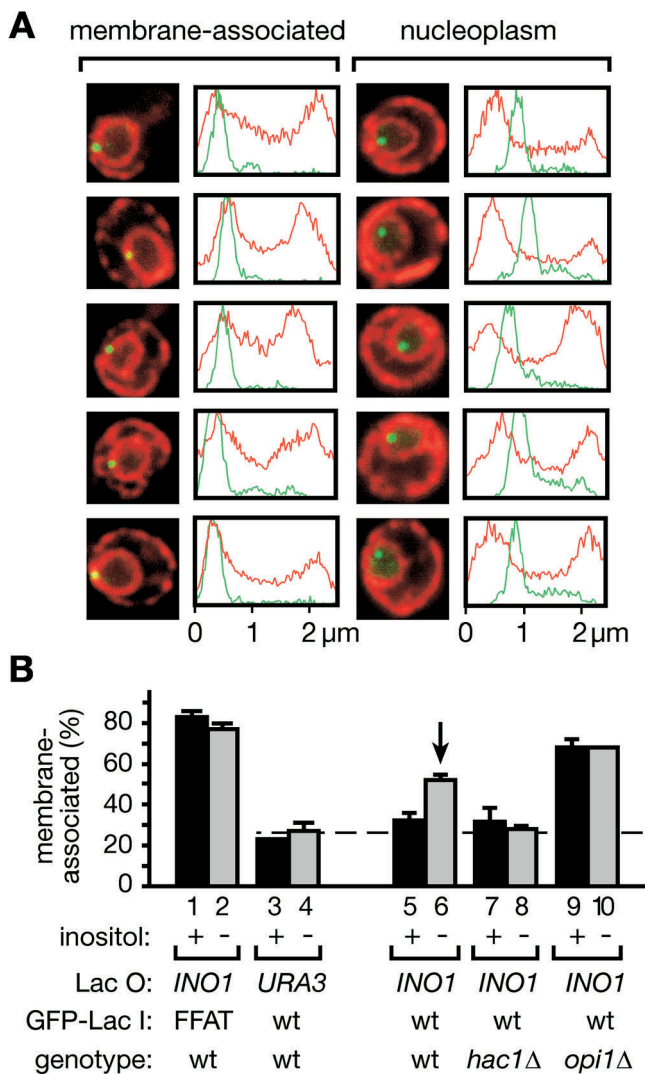 A
membrane-associated nucleoplasm
0 1 2 µm 0 1 2 µm
B
membrane-
associated (%)
80
60
40
20
0
1 2 3 4 5 6 7 8 9 10
inositol: + - + - + - + - + -
Lac O: INO1 URA3 INO1 INO1 INO1
GFP-Lac I: FFAT wt wt wt wt
genotype: wt wt wt hac1Δ opi1Δ